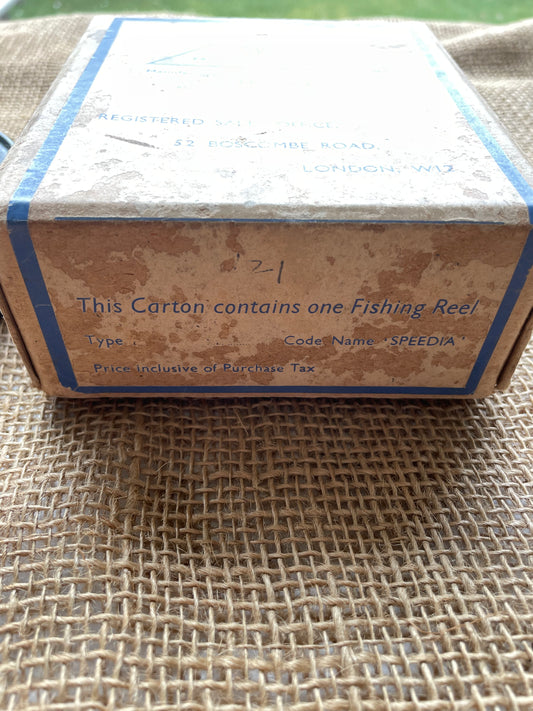 REGISTERED
52 BOSCOMBE ROAD,
LONDON, W12
21
This Carton contains one Fishing Reel
Type Code Name 'SPEEDIA'
Price inclusive of Purchase Tax